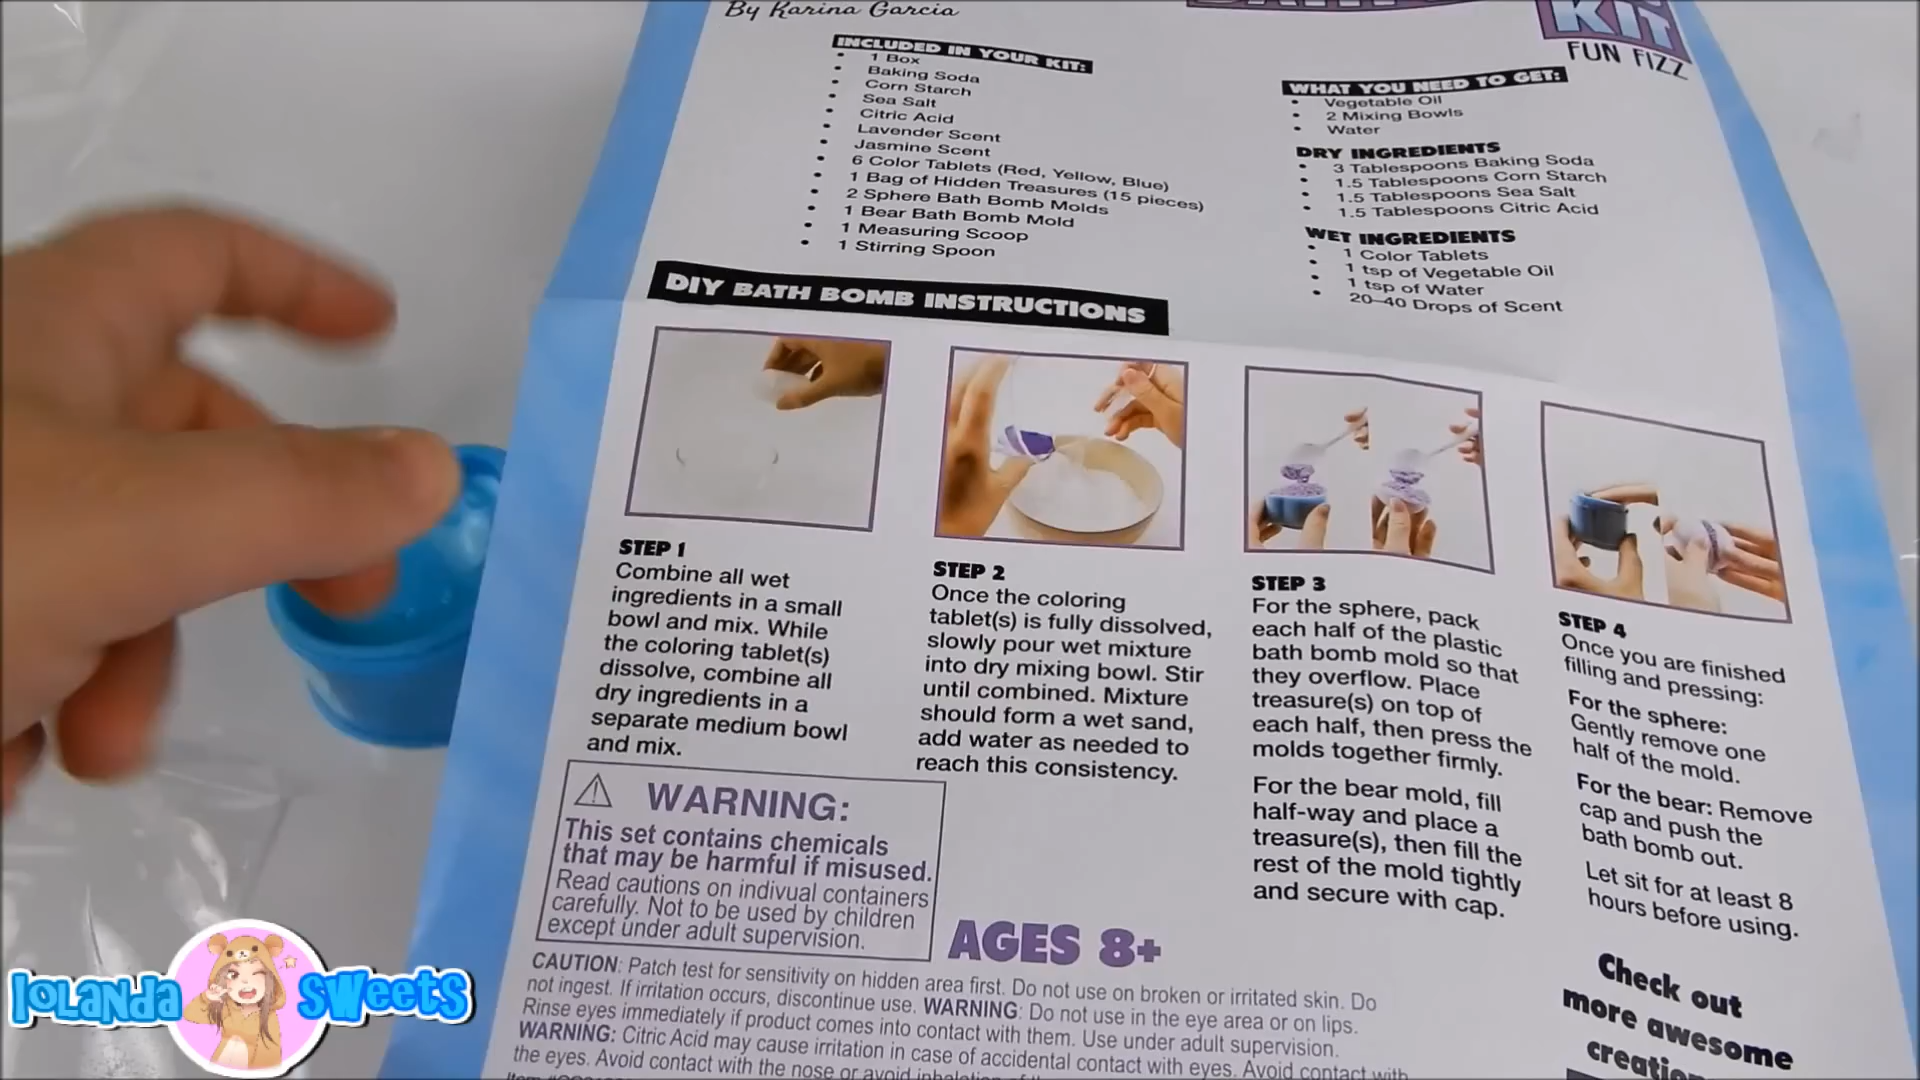 By Karina Garcia
KIT
FUN FIZZ
INCLUDED IN YOUR KIT:
• 1 Box
• Baking Soda
• Corn Starch
• Sea Salt
• Citric Acid
• Lavender Scent
• Jasmine Scent
• 6 Color Tablets (Red, Yellow, Blue)
• 1 Bag of Hidden Treasures (15 pieces)
• 2 Sphere Bath Bomb Molds
• 1 Bear Bath Bomb Mold
• 1 Measuring Scoop
• 1 Stirring Spoon
WHAT YOU NEED TO GET:
• Vegetable Oil
• 2 Mixing Bowls
• Water
DRY INGREDIENTS
• 3 Tablespoons Baking Soda
• 1.5 Tablespoons Corn Starch
• 1.5 Tablespoons Sea Salt
• 1.5 Tablespoons Citric Acid
WET INGREDIENTS
• 1 Color Tablets
• 1 tsp of Vegetable Oil
• 1 tsp of Water
• 20–40 Drops of Scent
DIY BATH BOMB INSTRUCTIONS
STEP 1
Combine all wet
ingredients in a small
bowl and mix. While
the coloring tablet(s)
dissolve, combine all
dry ingredients in a
separate medium bowl
and mix.
STEP 2
Once the coloring
tablet(s) is fully dissolved,
slowly pour wet mixture
into dry mixing bowl. Stir
until combined. Mixture
should form a wet sand,
add water as needed to
reach this consistency.
STEP 3
For the sphere, pack
each half of the plastic
bath bomb mold so that
they overflow. Place
treasure(s) on top of
each half, then press the
molds together firmly.
For the bear mold, fill
half-way and place a
treasure(s), then fill the
rest of the mold tightly
and secure with cap.
STEP 4
Once you are finished
filling and pressing:
For the sphere:
Gently remove one
half of the mold.
For the bear: Remove
cap and push the
bath bomb out.
Let sit for at least 8
hours before using.
WARNING:
This set contains chemicals
that may be harmful if misused.
Read cautions on indivual containers
carefully. Not to be used by children
except under adult supervision.
AGES 8+
CAUTION: Patch test for sensitivity on hidden area first. Do not use on broken or irritated skin. Do
not ingest. If irritation occurs, discontinue use. WARNING: Do not use in the eye area or on lips.
Rinse eyes immediately if product comes into contact with them. Use under adult supervision.
WARNING: Citric Acid may cause irritation in case of accidental contact with eyes. Avoid contact with
the eyes. Avoid contact with the nose or avoid inhalation of
Check out
more awesome
Iolanda sweets